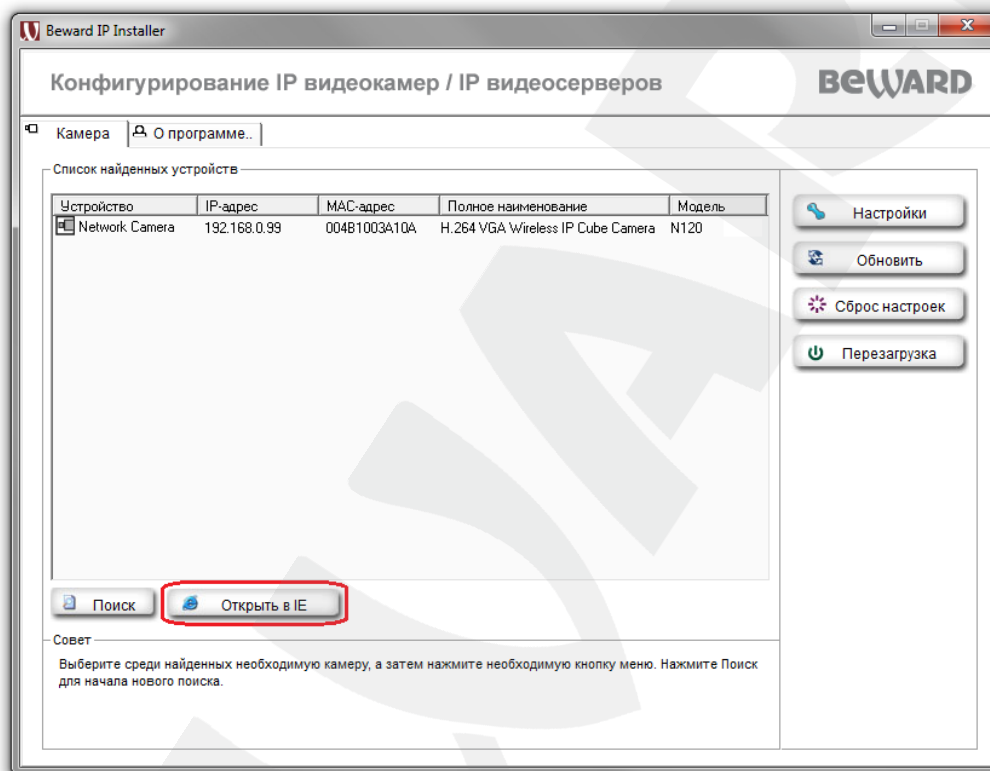 Beward IP Installer
Конфигурирование IP видеокамер / IP видеосерверов
BEWARD
Камера
О программе..
Список найденных устройств
Устройство IP-адрес MAC-адрес Полное наименование Модель
Network Camera 192.168.0.99 004B1003A10A H.264 VGA Wireless IP Cube Camera N120
Настройки
Обновить
Сброс настроек
Перезагрузка
Поиск
Открыть в IE
Совет
Выберите среди найденных необходимую камеру, а затем нажмите необходимую кнопку меню. Нажмите Поиск
для начала нового поиска.